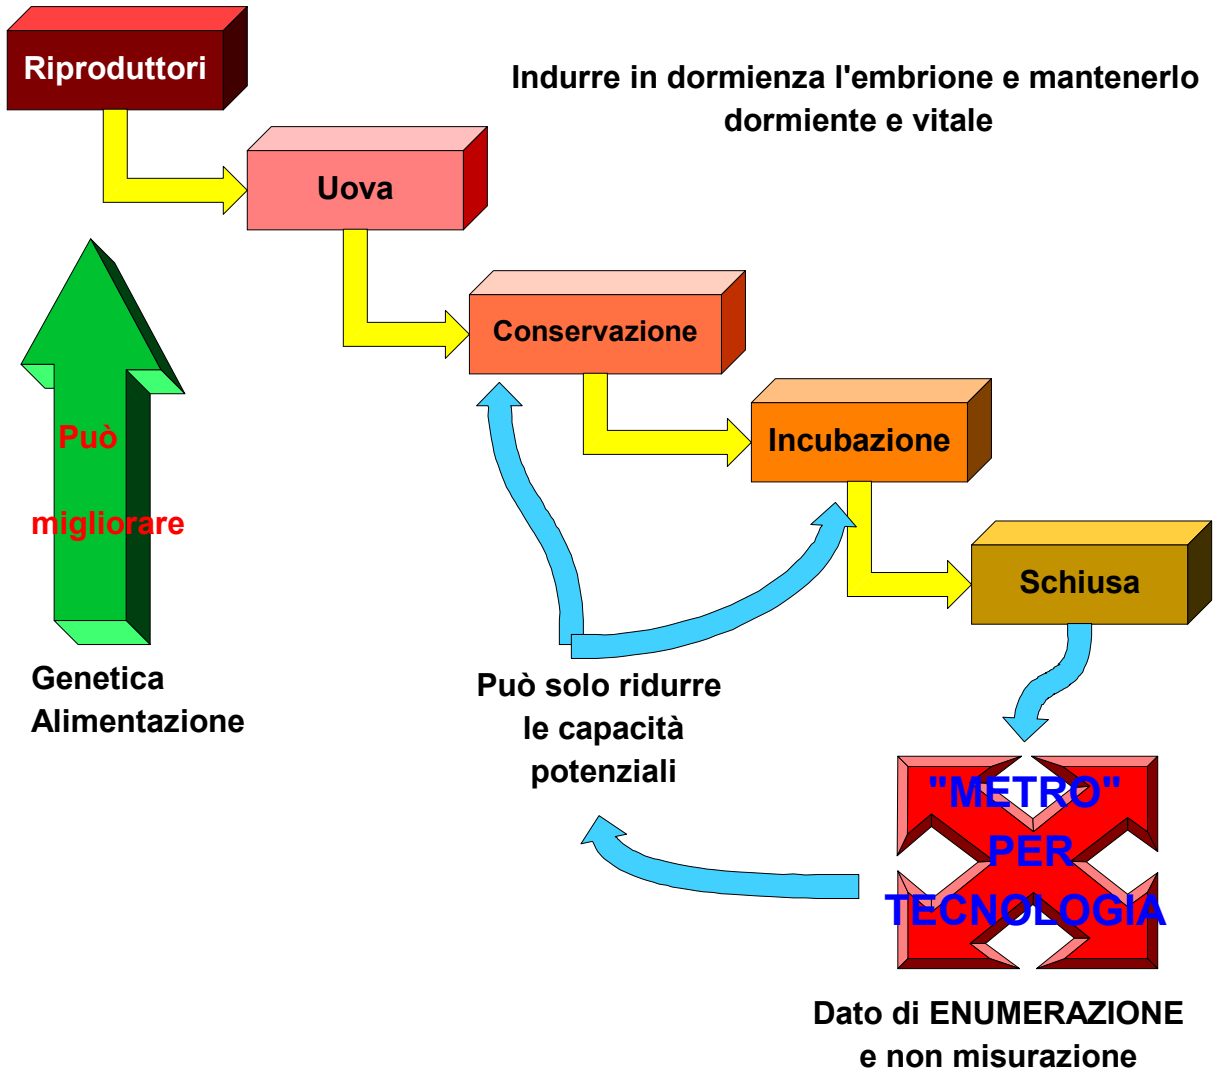 Riproduttori
Indurre in dormienza l'embrione e mantenerlo
dormiente e vitale
Uova
Conservazione
Incubazione
Schiusa
Può
migliorare
Genetica
Alimentazione
Può solo ridurre
le capacità
potenziali
"METRO"
PER
TECNOLOGIA
Dato di ENUMERAZIONE
e non misurazione